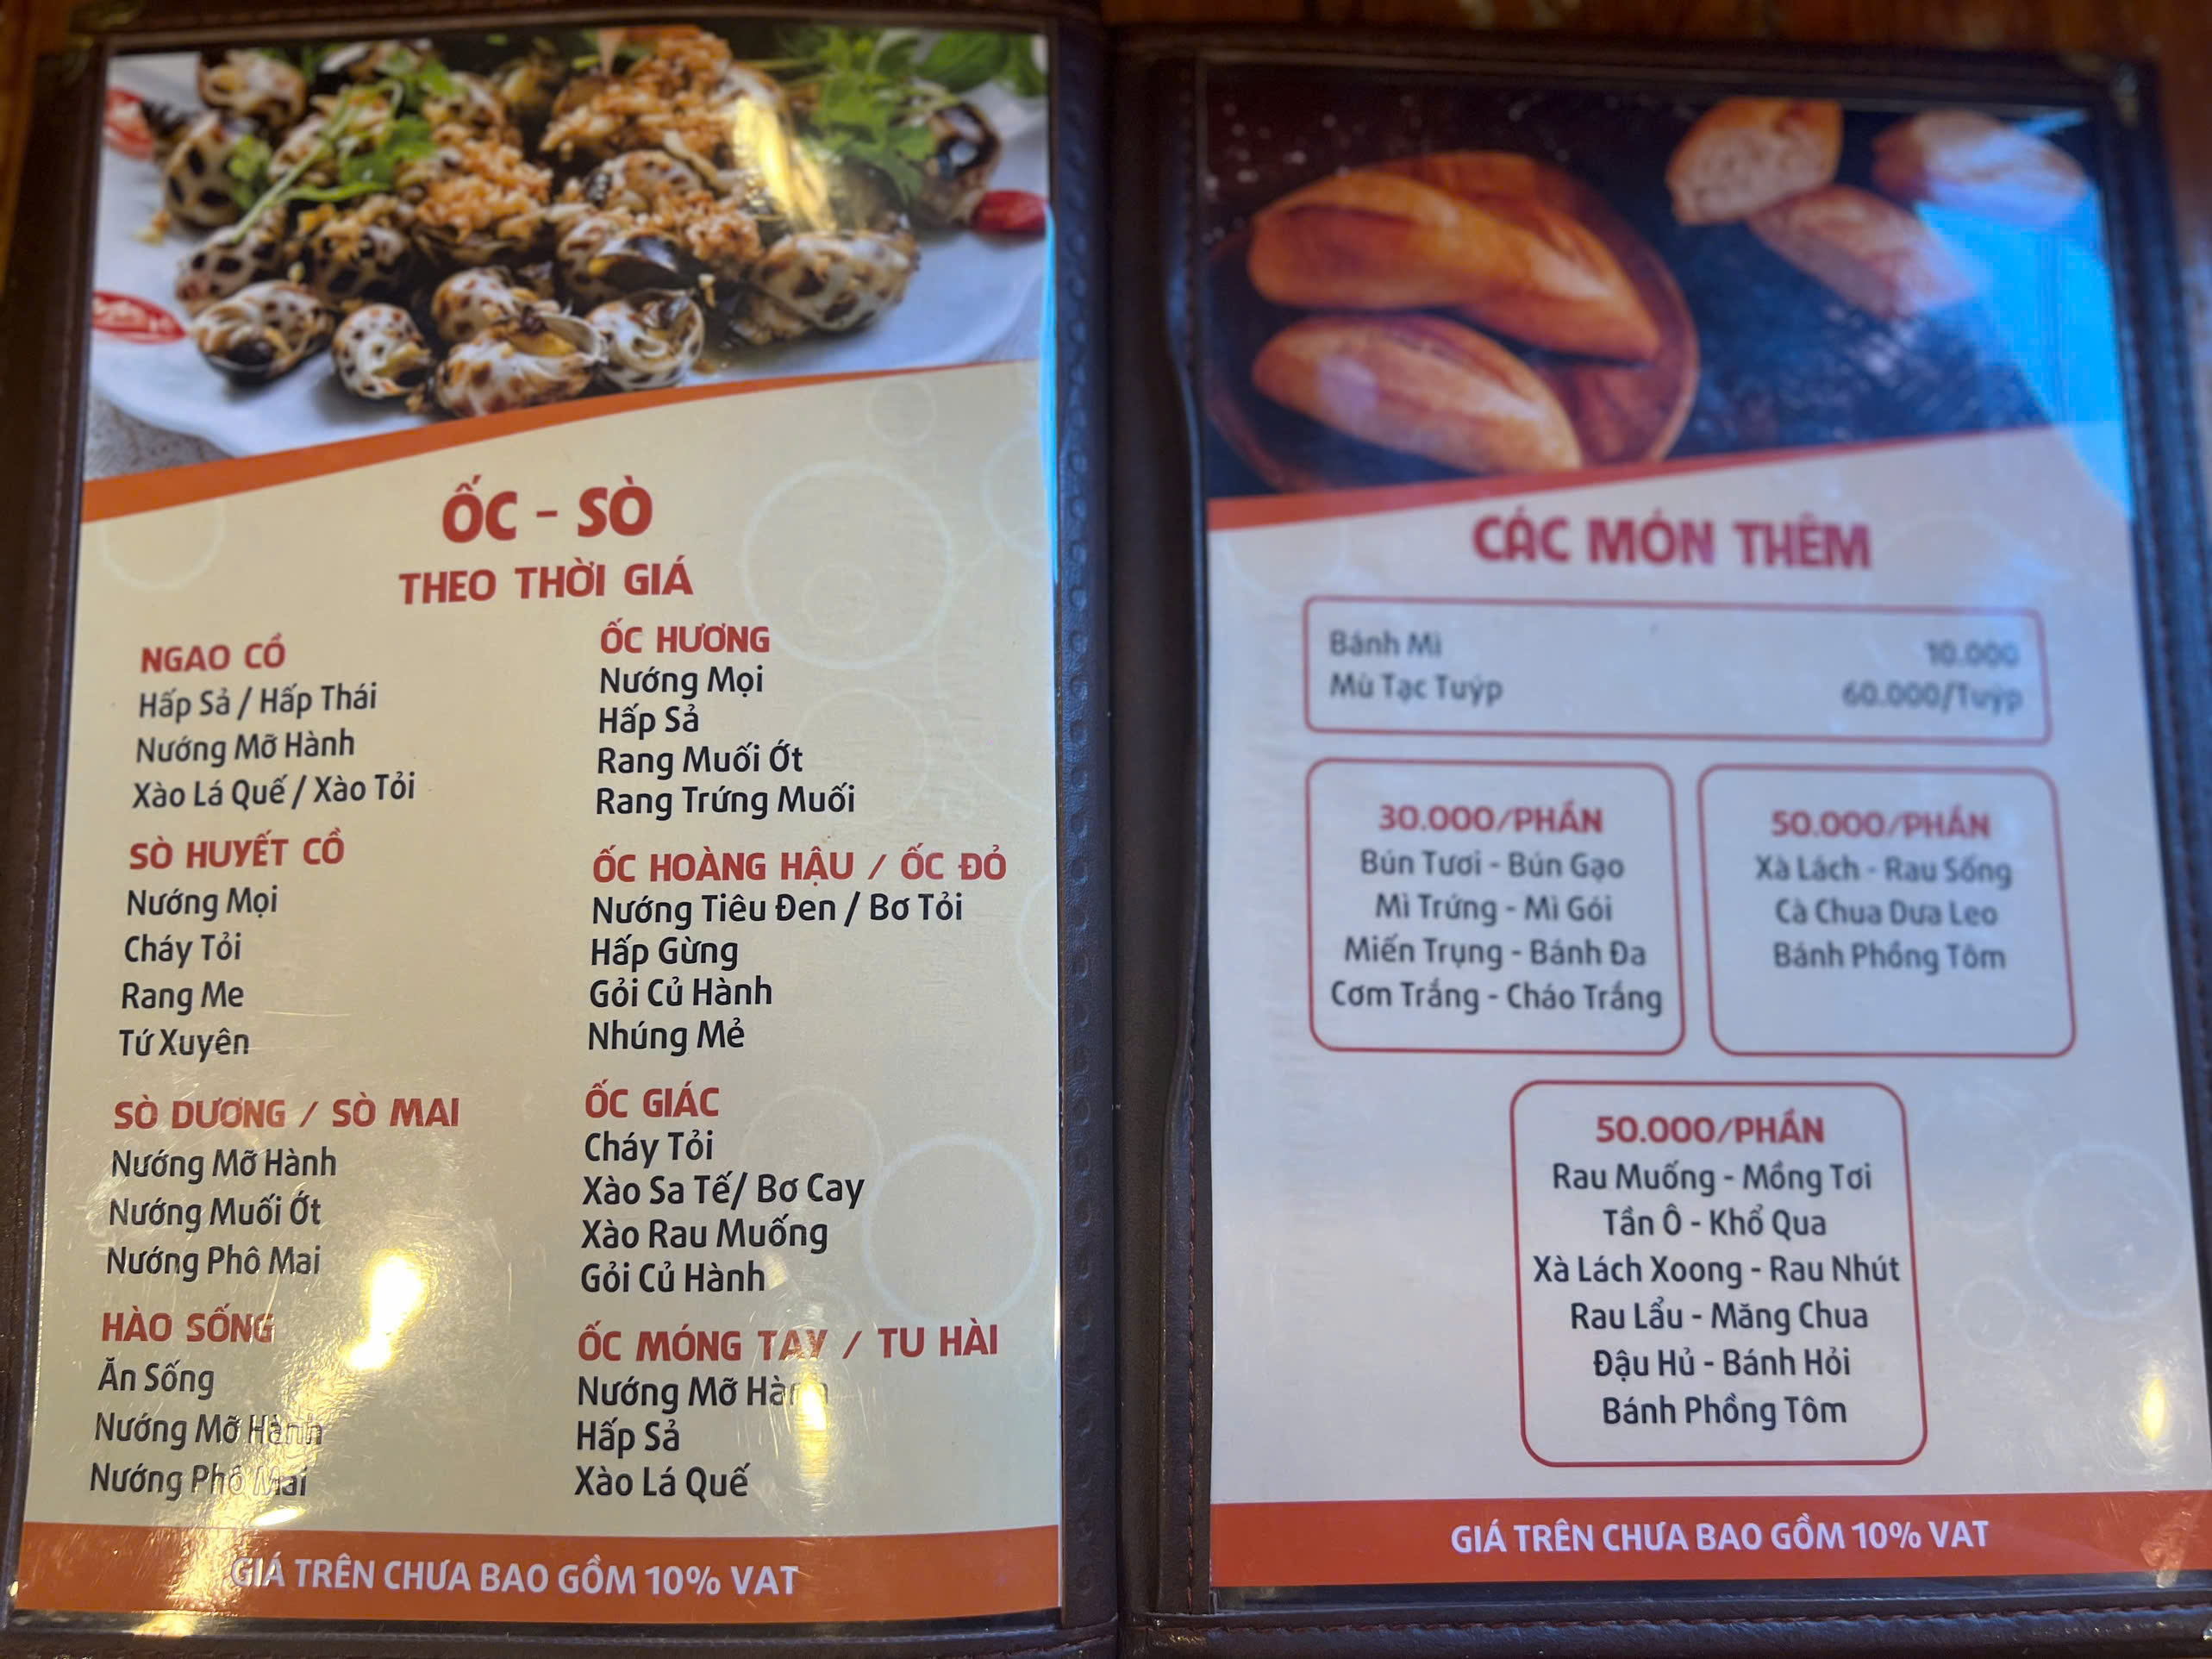 ỐC - SÒ
THEO THỜI GIÁ
NGAO CỒ
Hấp Sả / Hấp Thái
Nướng Mỡ Hành
Xào Lá Quế / Xào Tỏi
SÒ HUYẾT CỒ
Nướng Mọi
Cháy Tỏi
Rang Me
Tứ Xuyên
SÒ DƯƠNG / SÒ MAI
Nướng Mỡ Hành
Nướng Muối Ớt
Nướng Phô Mai
HÀO SỐNG
Ăn Sống
Nướng Mỡ Hành
Nướng Phô Mai
ỐC HƯƠNG
Nướng Mọi
Hấp Sả
Rang Muối Ớt
Rang Trứng Muối
ỐC HOÀNG HẬU / ỐC ĐỎ
Nướng Tiêu Đen / Bơ Tỏi
Hấp Gừng
Gỏi Củ Hành
Nhúng Mẻ
ỐC GIÁC
Cháy Tỏi
Xào Sa Tế/ Bơ Cay
Xào Rau Muống
Gỏi Củ Hành
ỐC MÓNG TAY / TU HÀI
Nướng Mỡ Hành
Hấp Sả
Xào Lá Quế
GIÁ TRÊN CHƯA BAO GỒM 10% VAT
CÁC MÓN THÊM
Bánh Mì 10.000
Mù Tạc Tuýp 60.000/Tuýp
30.000/PHẦN
Bún Tươi - Bún Gạo
Mì Trứng - Mì Gói
Miến Trụng - Bánh Đa
Cơm Trắng - Cháo Trắng
50.000/PHẦN
Xà Lách - Rau Sống
Cà Chua Dưa Leo
Bánh Phồng Tôm
50.000/PHẦN
Rau Muống - Mồng Tơi
Tần Ô - Khổ Qua
Xà Lách Xoong - Rau Nhút
Rau Lẩu - Măng Chua
Đậu Hủ - Bánh Hỏi
Bánh Phồng Tôm
GIÁ TRÊN CHƯA BAO GỒM 10% VAT